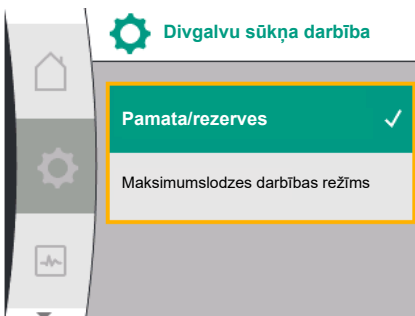 Divgalvu sūkņa darbība
Pamata/rezerves
Maksimumslodzes darbības režīms